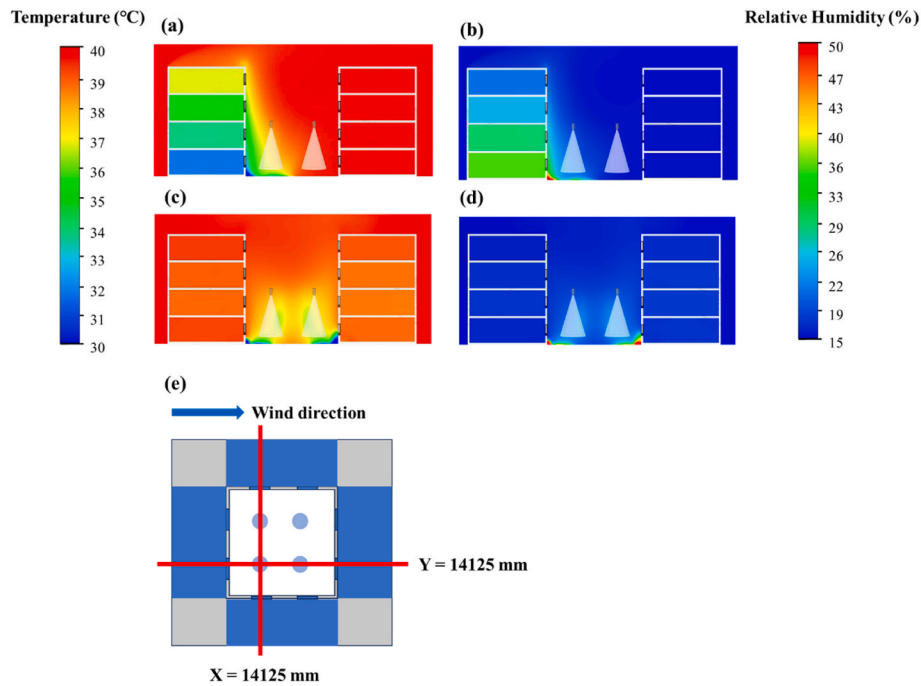 Temperature (°C)
Relative Humidity (%)
(a)
(b)
40
39
38
37
36
35
34
33
32
31
30
50
47
43
40
36
33
29
26
22
19
15
(c)
(d)
(e)
Wind direction
Y = 14125 mm
X = 14125 mm